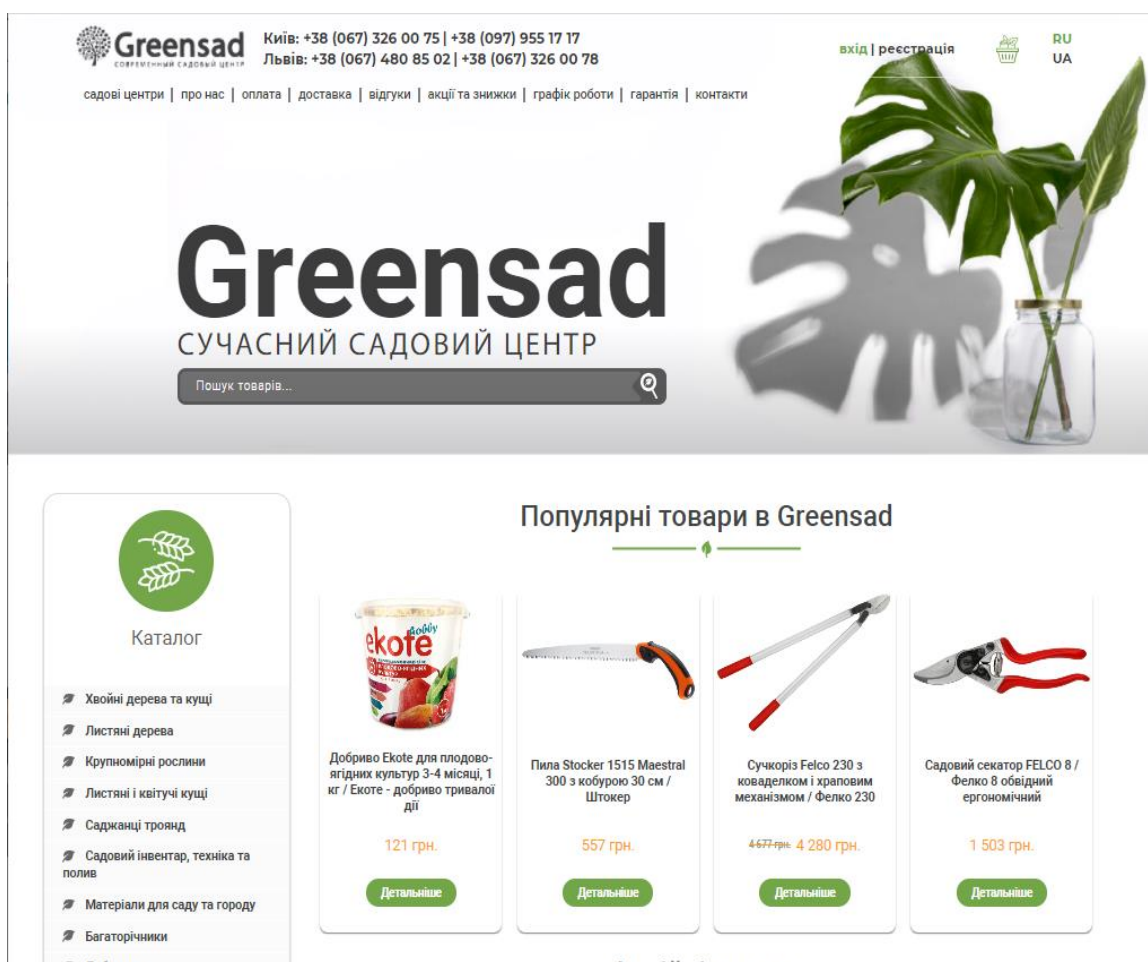 Greensad
СОВРЕМЕННЫЙ САДОВЫЙ ЦЕНТР
Київ: +38 (067) 326 00 75 | +38 (097) 955 17 17
Львів: +38 (067) 480 85 02 | +38 (067) 326 00 78
вхід | реєстрація
RU
UA
садові центри | про нас | оплата | доставка | відгуки | акції та знижки | графік роботи | гарантія | контакти
Greensad
СУЧАСНИЙ САДОВИЙ ЦЕНТР
Пошук товарів...
Каталог
Хвойні дерева та кущі
Листяні дерева
Крупномірні рослини
Листяні і квітучі кущі
Саджанці троянд
Садовий інвентар, техніка та
полив
Матеріали для саду та городу
Багаторічники
Популярні товари в Greensad
ekote
hobby
Добриво Ekote для плодово-
ягідних культур 3-4 місяці, 1
кг / Екоте - добриво тривалої
дії
121 грн.
Детальніше
Пила Stocker 1515 Maestral
300 з кобурою 30 см /
Штокер
557 грн.
Детальніше
Сучкоріз Felco 230 з
коваделком і храповим
механізмом / Фелко 230
4 677 грн. 4 280 грн.
Детальніше
Садовий секатор FELCO 8 /
Фелко 8 обвідний
ергономічний
1 503 грн.
Детальніше